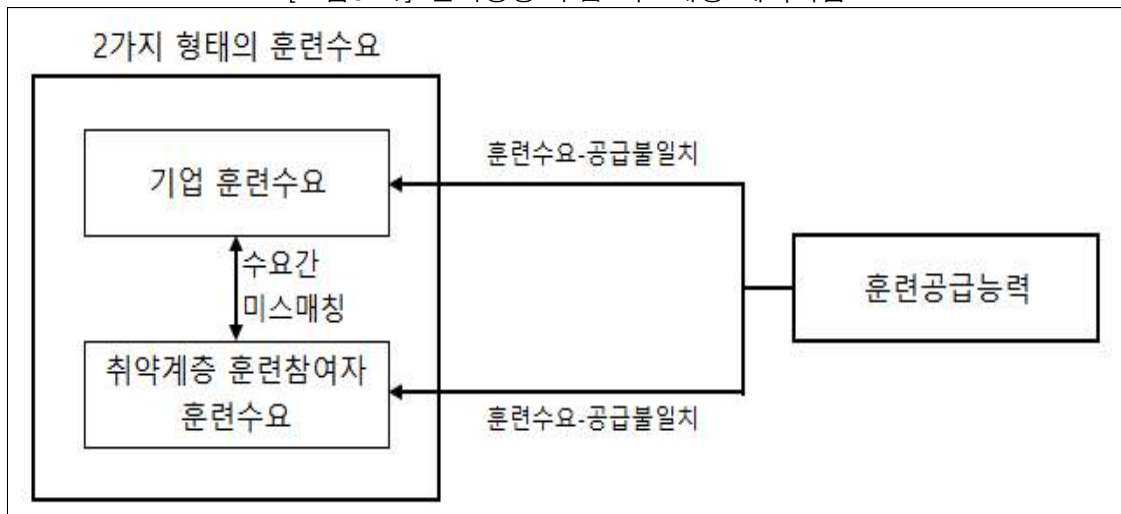 2가지 형태의 훈련수요
기업 훈련수요
훈련수요-공급불일치
수요간
미스매칭
훈련공급능력
취약계층 훈련참여자
훈련수요
훈련수요-공급불일치